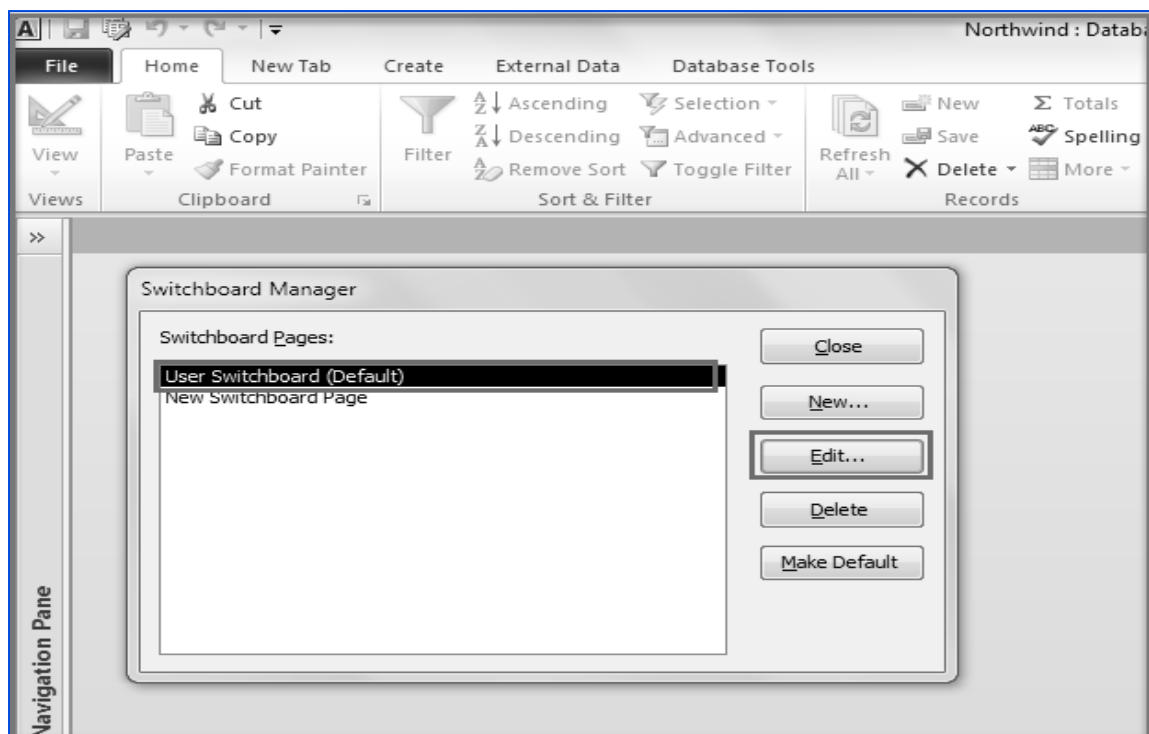 A
Northwind : Databa
File Home New Tab Create External Data Database Tools
View
Views
Paste
Cut
Copy
Format Painter
Clipboard
Filter
Ascending
Descending
Remove Sort
Selection
Advanced
Toggle Filter
Sort & Filter
Refresh
All
New
Save
Delete
Σ Totals
ABC Spelling
More
Records
Navigation Pane
Switchboard Manager
Switchboard Pages:
User Switchboard (Default)
New Switchboard Page
Close
New...
Edit...
Delete
Make Default